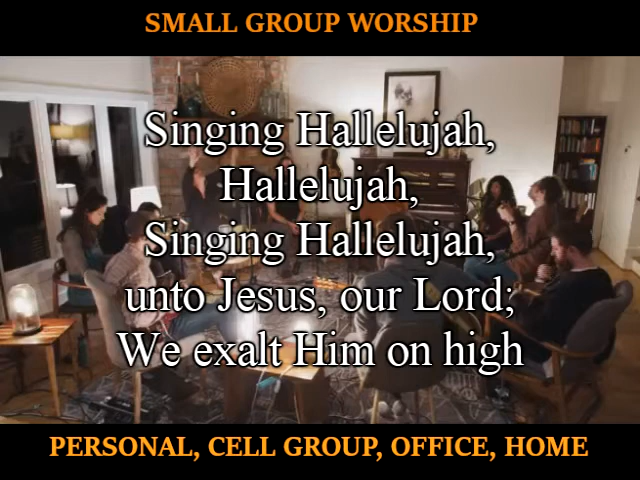 SMALL GROUP WORSHIP
Singing Hallelujah,
Hallelujah,
Singing Hallelujah,
unto Jesus, our Lord;
We exalt Him on high
PERSONAL, CELL GROUP, OFFICE, HOME